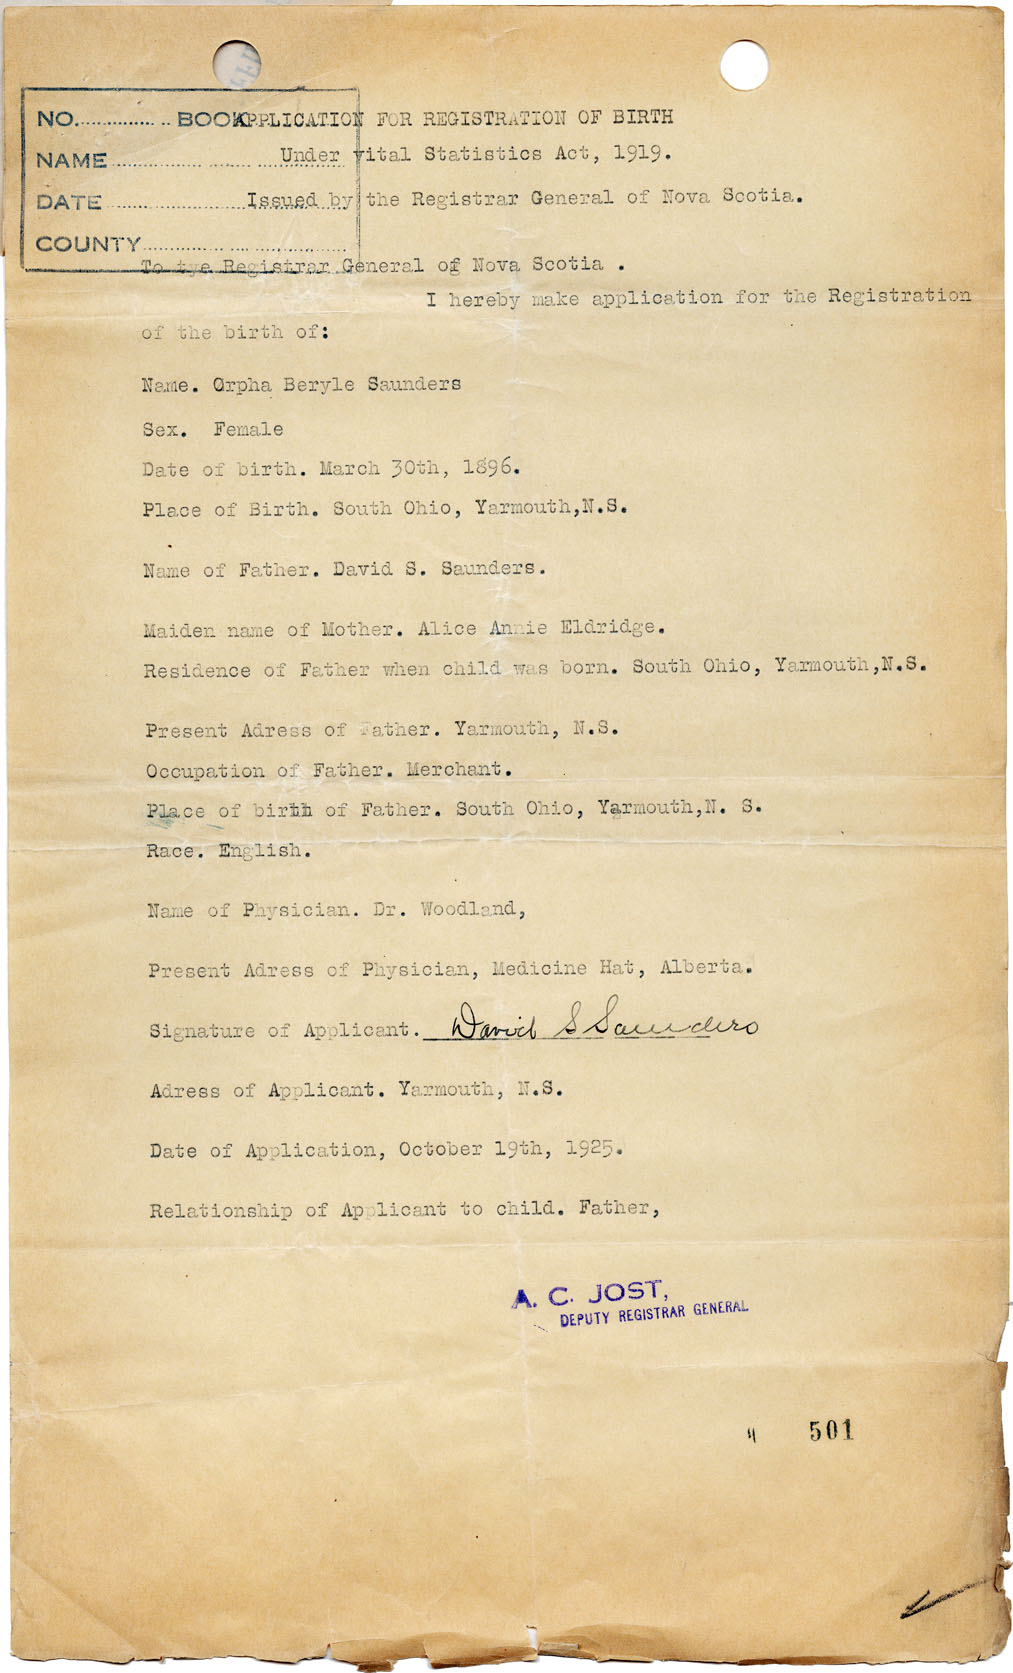 NO. BOOK
NAME
DATE
COUNTY
APPLICATION FOR REGISTRATION OF BIRTH
Under vital Statistics Act, 1919.
Issued by the Registrar General of Nova Scotia.
To tye Registrar General of Nova Scotia .
I hereby make application for the Registration
of the birth of:
Name. Orpha Beryle Saunders
Sex. Female
Date of birth. March 30th, 1896.
Place of Birth. South Ohio, Yarmouth,N.S.
Name of Father. David S. Saunders.
Maiden name of Mother. Alice Annie Eldridge.
Residence of Father when child was born. South Ohio, Yarmouth,N.S.
Present Adress of Father. Yarmouth, N.S.
Occupation of Father. Merchant.
Place of birth of Father. South Ohio, Yarmouth,N. S.
Race. English.
Name of Physician. Dr. Woodland,
Present Adress of Physician, Medicine Hat, Alberta.
Signature of Applicant. David S Saunders
Adress of Applicant. Yarmouth, N.S.
Date of Application, October 19th, 1925.
Relationship of Applicant to child. Father,
A. C. JOST,
DEPUTY REGISTRAR GENERAL
501